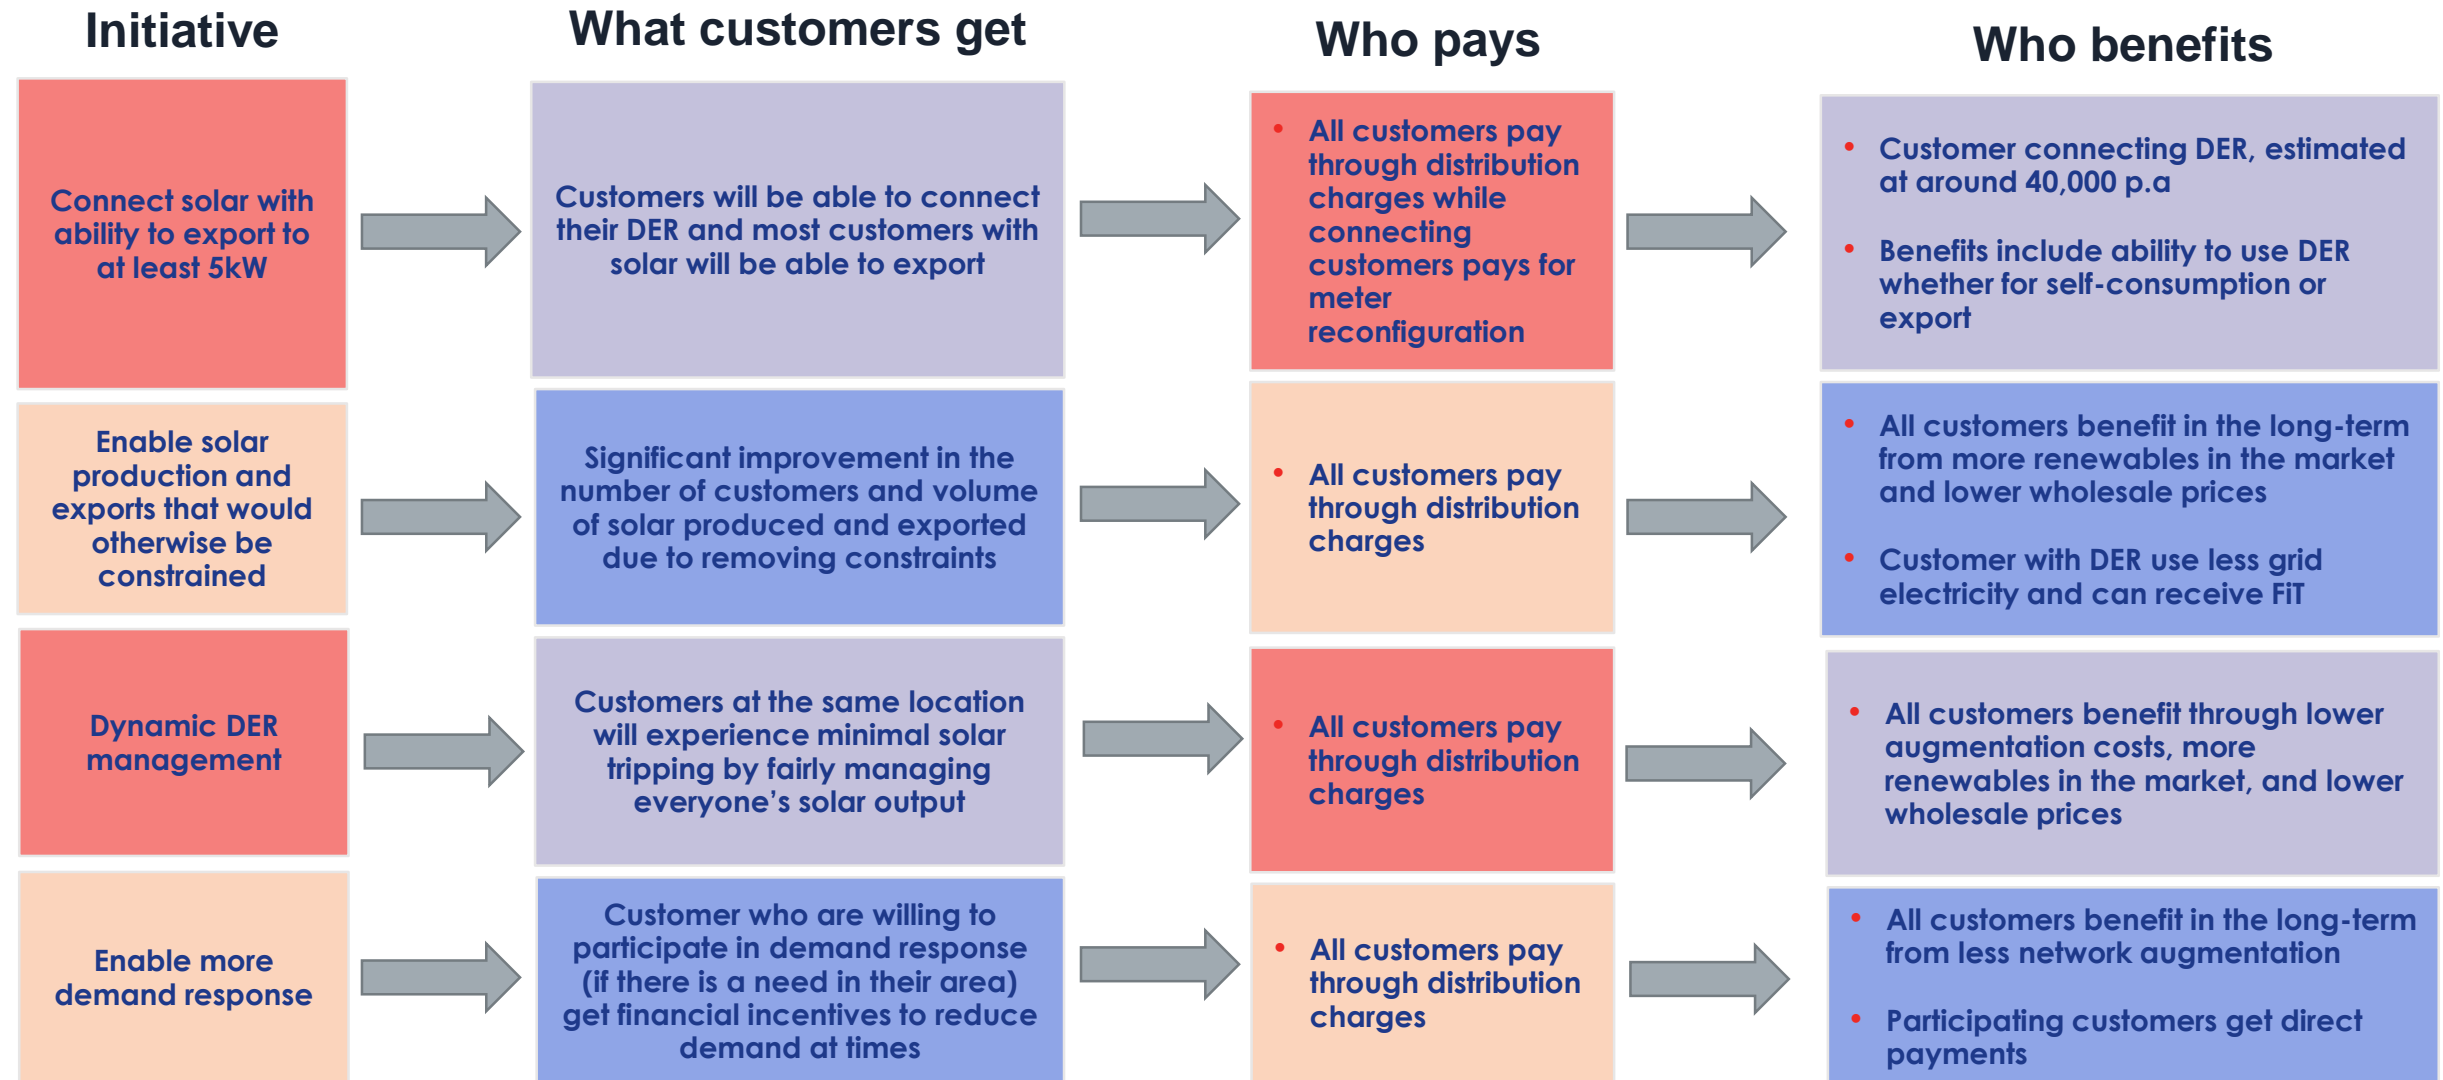 Initiative
What customers get
Who pays
Who benefits
Connect solar with
ability to export to
at least 5kW
Customers will be able to connect
their DER and most customers with
solar will be able to export
• All customers pay
through distribution
charges while
connecting
customers pays for
meter
reconfiguration
• Customer connecting DER, estimated
at around 40,000 p.a
• Benefits include ability to use DER
whether for self-consumption or
export
Enable solar
production and
exports that would
otherwise be
constrained
Significant improvement in the
number of customers and volume
of solar produced and exported
due to removing constraints
• All customers pay
through distribution
charges
• All customers benefit in the long-term
from more renewables in the market
and lower wholesale prices
• Customer with DER use less grid
electricity and can receive FiT
Dynamic DER
management
Customers at the same location
will experience minimal solar
tripping by fairly managing
everyone’s solar output
• All customers pay
through distribution
charges
• All customers benefit through lower
augmentation costs, more
renewables in the market, and lower
wholesale prices
Enable more
demand response
Customer who are willing to
participate in demand response
(if there is a need in their area)
get financial incentives to reduce
demand at times
• All customers pay
through distribution
charges
• All customers benefit in the long-term
from less network augmentation
• Participating customers get direct
payments